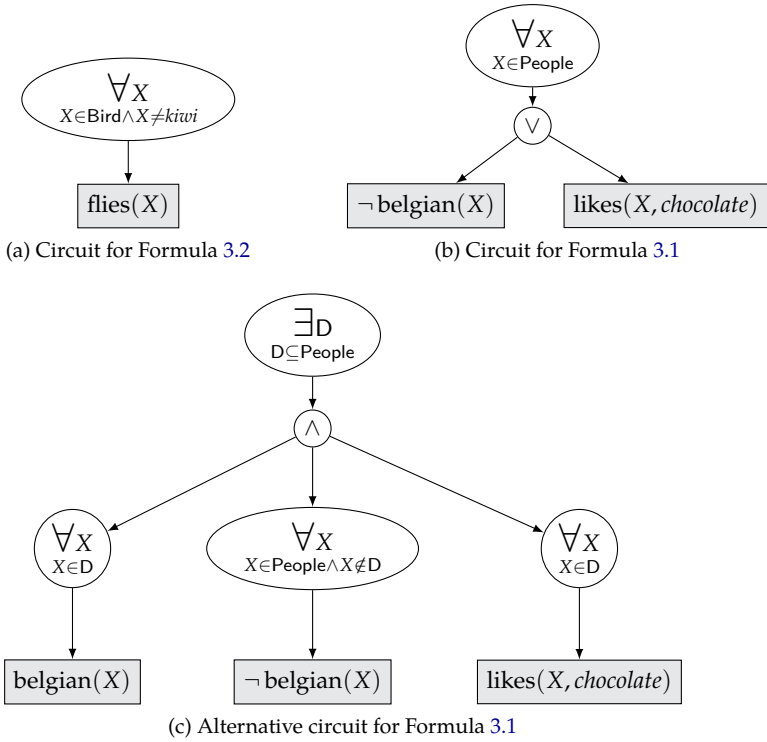 ∀X
X∈Bird∧X≠kiwi
flies(X)
(a) Circuit for Formula 3.2
∀X
X∈People
∨
¬ belgian(X)
likes(X, chocolate)
(b) Circuit for Formula 3.1
∃D
D⊆People
∧
∀X
X∈D
∀X
X∈People∧X∉D
∀X
X∈D
belgian(X)
¬ belgian(X)
likes(X, chocolate)
(c) Alternative circuit for Formula 3.1